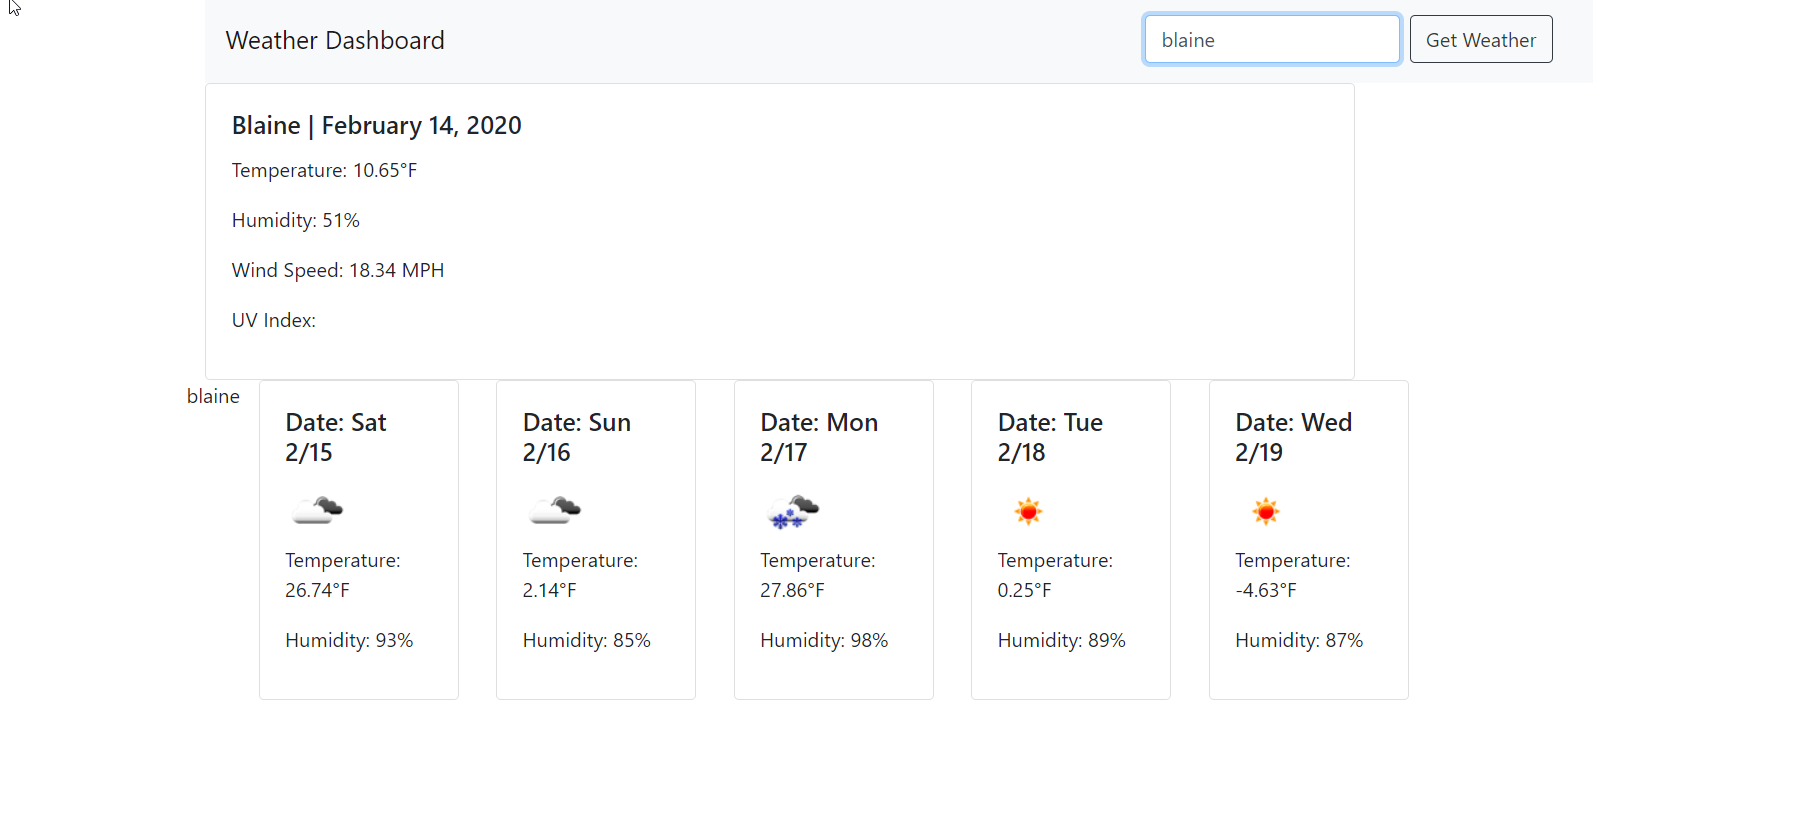 Weather Dashboard
blaine
Get Weather
Blaine | February 14, 2020
Temperature: 10.65°F
Humidity: 51%
Wind Speed: 18.34 MPH
UV Index:
blaine
Date: Sat
2/15
Temperature:
26.74°F
Humidity: 93%
Date: Sun
2/16
Temperature:
2.14°F
Humidity: 85%
Date: Mon
2/17
Temperature:
27.86°F
Humidity: 98%
Date: Tue
2/18
Temperature:
0.25°F
Humidity: 89%
Date: Wed
2/19
Temperature:
-4.63°F
Humidity: 87%